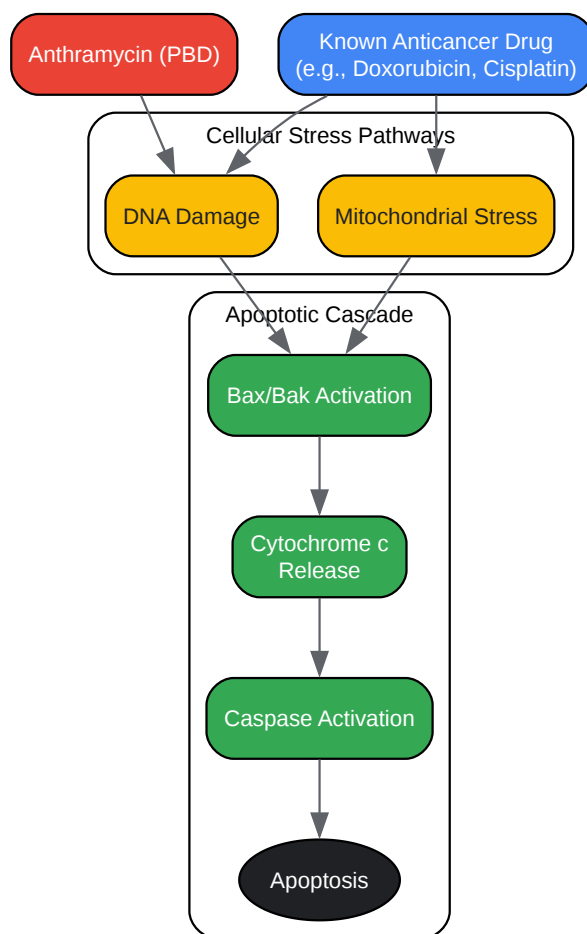 Anthramycin (PBD)
Known Anticancer Drug
(e.g., Doxorubicin, Cisplatin)
Cellular Stress Pathways
DNA Damage
Mitochondrial Stress
Apoptotic Cascade
Bax/Bak Activation
Cytochrome c
Release
Caspase Activation
Apoptosis